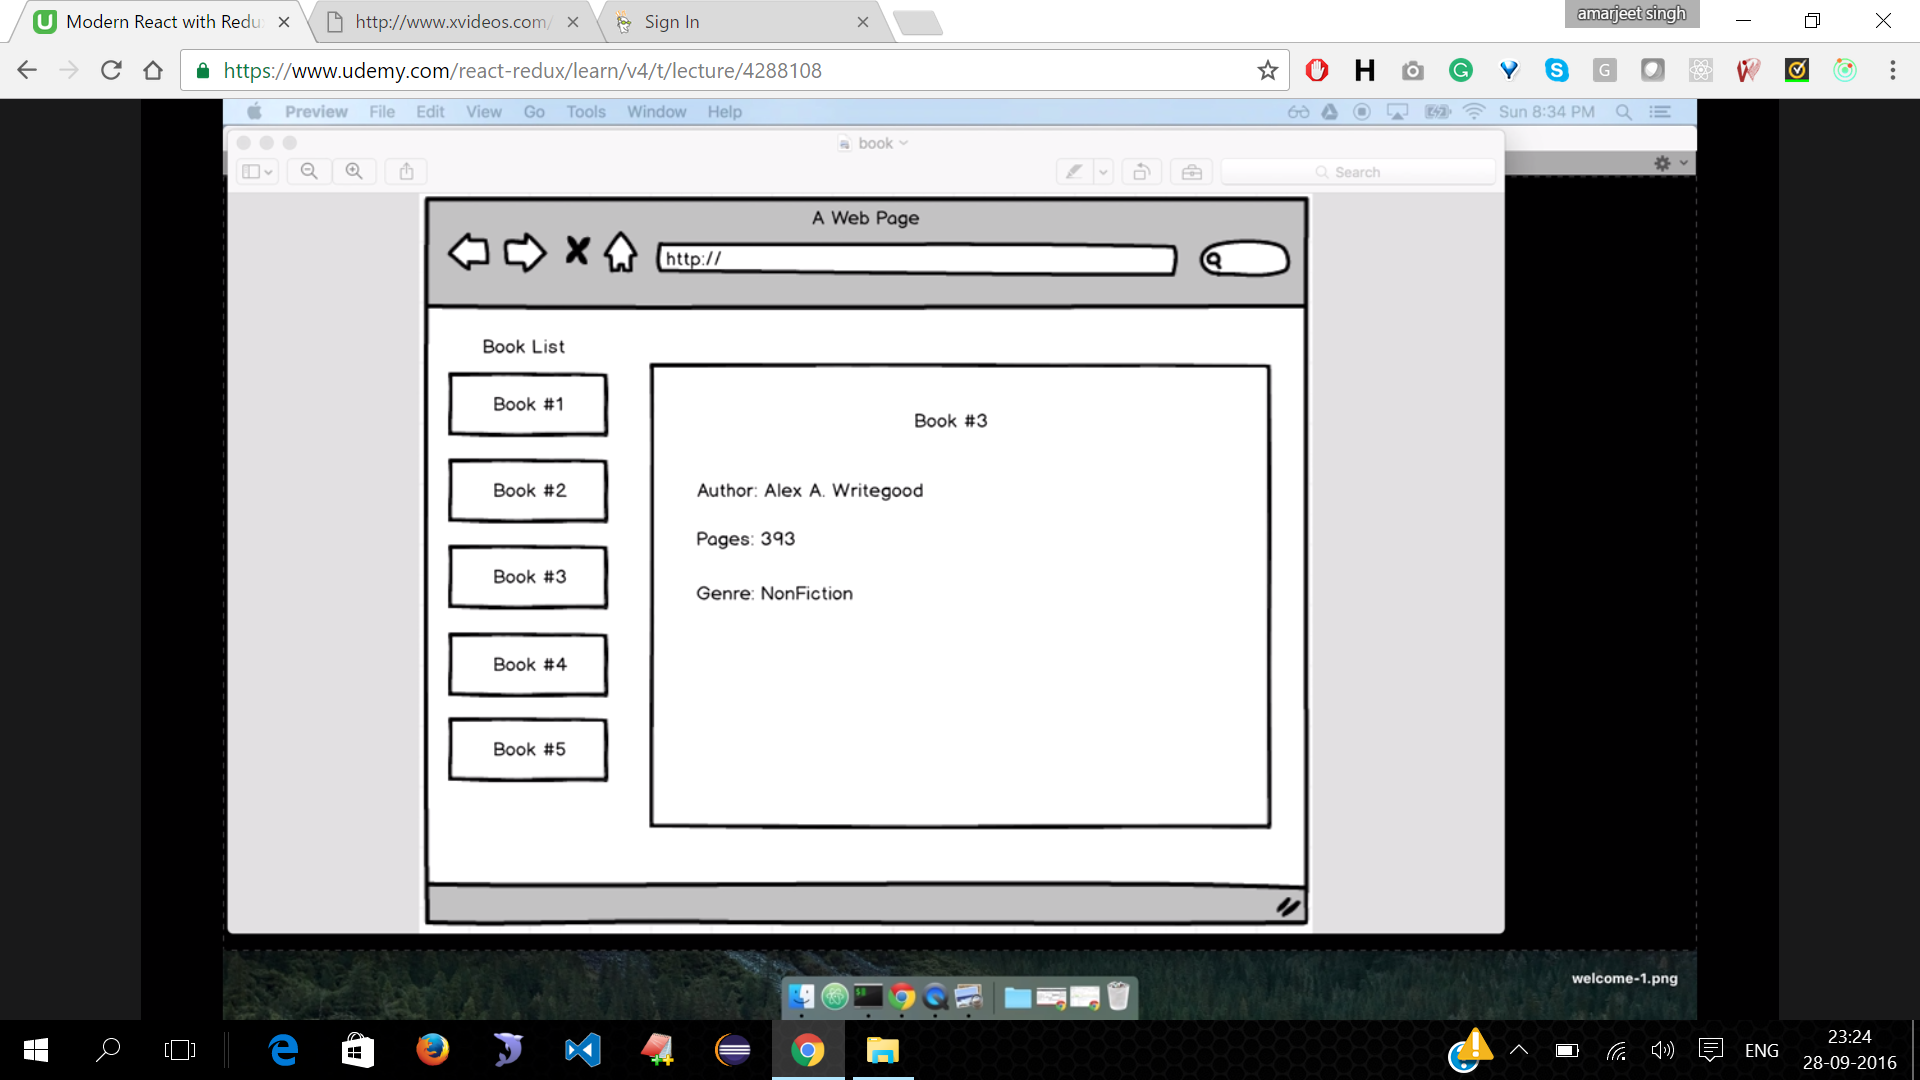 Modern React with Redu
http://www.xvideos.com/
Sign In
amarjeet singh
https://www.udemy.com/react-redux/learn/v4/t/lecture/4288108
Preview File Edit View Go Tools Window Help
Sun 8:34 PM
book
Search
A Web Page
http://
Book List
Book #1
Book #2
Book #3
Book #4
Book #5
Book #3
Author: Alex A. Writegood
Pages: 393
Genre: NonFiction
welcome-1.png
ENG
23:24
28-09-2016